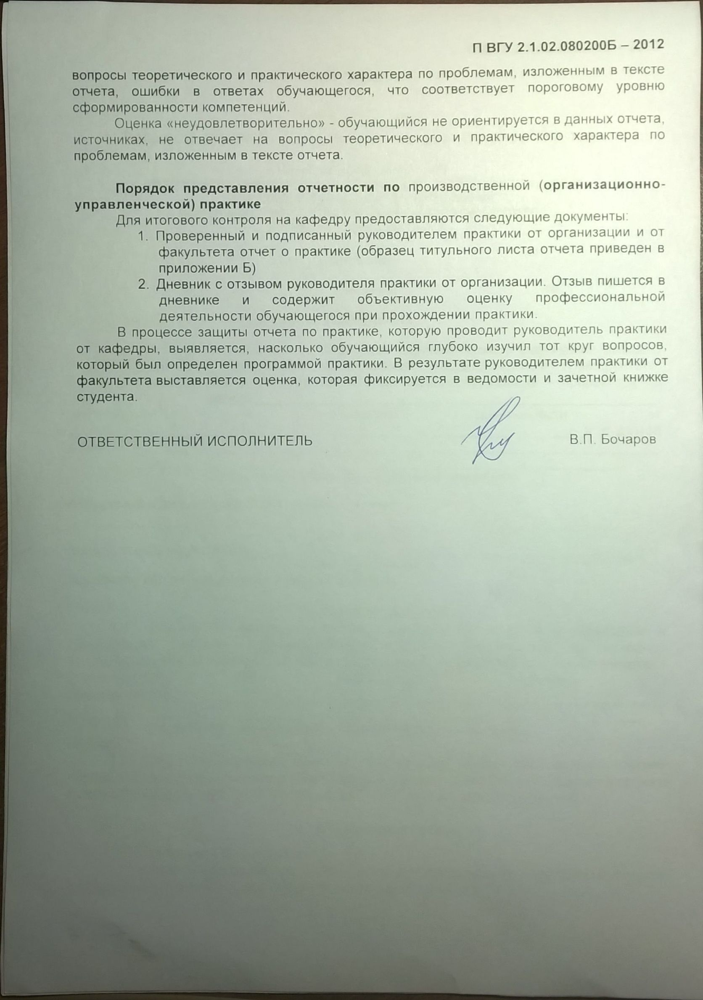 П ВГУ 2.1.02.080200Б – 2012
вопросы теоретического и практического характера по проблемам, изложенным в тексте
отчета, ошибки в ответах обучающегося, что соответствует пороговому уровню
сформированности компетенций.
Оценка «неудовлетворительно» - обучающийся не ориентируется в данных отчета,
источниках, не отвечает на вопросы теоретического и практического характера по
проблемам, изложенным в тексте отчета.
Порядок представления отчетности по производственной (организационно-
управленческой) практике
Для итогового контроля на кафедру предоставляются следующие документы:
1. Проверенный и подписанный руководителем практики от организации и от
факультета отчет о практике (образец титульного листа отчета приведен в
приложении Б)
2. Дневник с отзывом руководителя практики от организации. Отзыв пишется в
дневнике и содержит объективную оценку профессиональной
деятельности обучающегося при прохождении практики.
В процессе защиты отчета по практике, которую проводит руководитель практики
от кафедры, выявляется, насколько обучающийся глубоко изучил тот круг вопросов,
который был определен программой практики. В результате руководителем практики от
факультета выставляется оценка, которая фиксируется в ведомости и зачетной книжке
студента.
ОТВЕТСТВЕННЫЙ ИСПОЛНИТЕЛЬ В.П. Бочаров